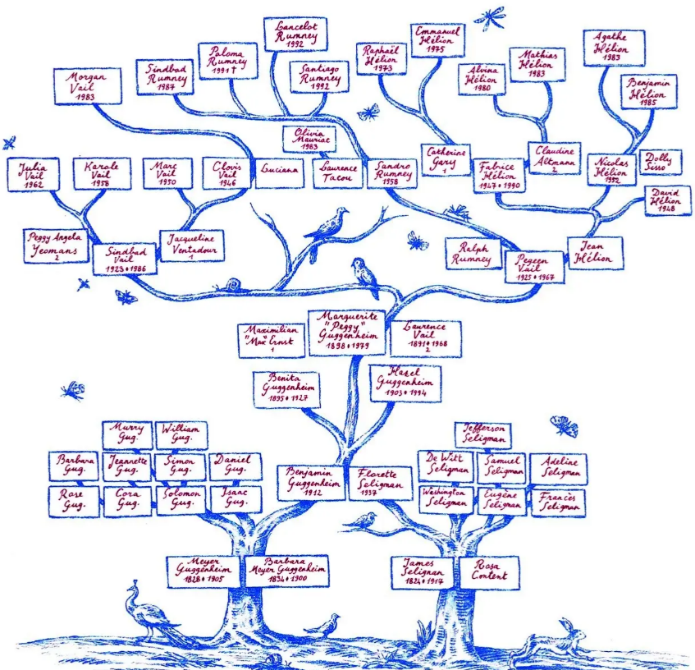 Lancelot
Rumney
1992
Emmanuel
Hélion
1975
Agathe
Hélion
1983
Paloma
Rumney
1991 †
Raphaël
Hélion
1973
Mathias
Hélion
1983
Sindbad
Rumney
1987
Santiago
Rumney
1992
Alvina
Hélion
1980
Morgan
Vail
1983
Benjamin
Hélion
1985
Olivia
Mauriac
1983
Julia
Vail
1962
Karole
Vail
1958
Marc
Vail
1950
Clovis
Vail
1946
Luciana
Laurence
Tacou
Sandro
Rumney
1958
Catherine
Gary
1
Fabrice
Hélion
1947 + 1990
Claudine
Altmann
2
Nicolas
Hélion
1952
Dolly
David
Hélion
1948
Peggy Angela
Yeomans
2
Sindbad
Vail
1923 + 1986
Jacqueline
Ventadour
1
Ralph
Rumney
Pegeen
Vail
1925 + 1967
Jean
Hélion
Maximilian
"Max" Ernst
1
Marguerite
"Peggy"
Guggenheim
1898 + 1979
Laurence
Vail
1891 + 1968
2
Benita
Guggenheim
1895 + 1927
Hazel
Guggenheim
1903 + 1994
Murry
Gug.
William
Gug.
Jefferson
Seligman
Barbara
Gug.
Jeannette
Gug.
Simon
Gug.
Daniel
Gug.
De Witt
Seligman
Samuel
Seligman
Adeline
Seligman
Rose
Gug.
Cora
Gug.
Solomon
Gug.
Isaac
Gug.
Benjamin
Guggenheim
1912
Florette
Seligman
1937
Washington
Seligman
Eugène
Seligman
Frances
Seligman
Meyer
Guggenheim
1828 + 1905
Barbara
Meyer Guggenheim
1834 + 1900
James
Seligman
1824 + 1917
Rosa
Content